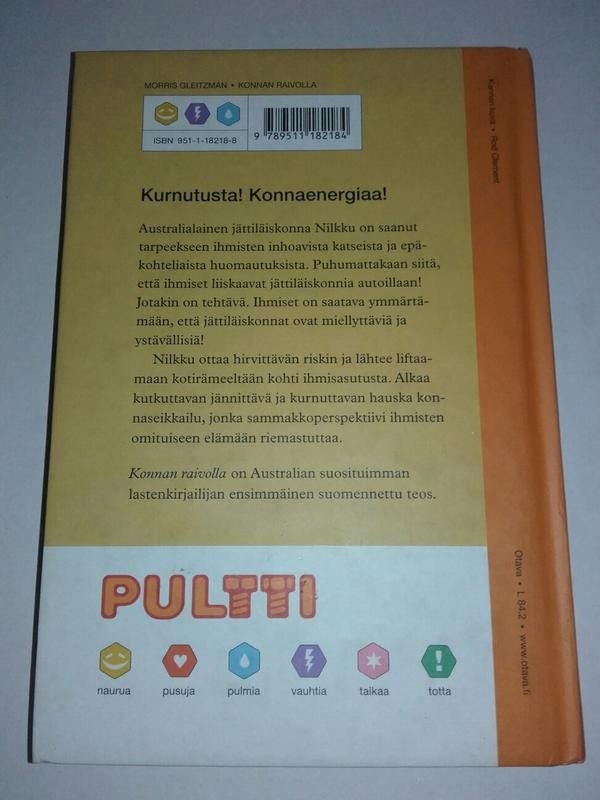 MORRIS GLEITZMAN • KONNAN RAIVOLLA
ISBN 951-1-18218-8
9 789511 182184
Kurnutusta! Konnaenergiaa!
Australialainen jättiläiskonna Nilkku on saanut
tarpeekseen ihmisten inhoavista katseista ja epä-
kohteliaista huomautuksista. Puhumattakaan siitä,
että ihmiset liiskaavat jättiläiskonnia autoillaan!
Jotakin on tehtävä. Ihmiset on saatava ymmärtä-
mään, että jättiläiskonnat ovat miellyttäviä ja
ystävällisiä!
Nilkku ottaa hirvittävän riskin ja lähtee liftaa-
maan kotirämeeltään kohti ihmisasutusta. Alkaa
kutkuttavan jännittävä ja kurnuttavan hauska kon-
naseikkailu, jonka sammakkoperspektiivi ihmisten
omituiseen elämään riemastuttaa.
Konnan raivolla on Australian suosituimman
lastenkirjailijan ensimmäinen suomennettu teos.
PULTTI
naurua pusuja pulmia vauhtia taikaa totta
Kannen kuva • Rod Clement
Otava • L 84.2 • www.otava.fi